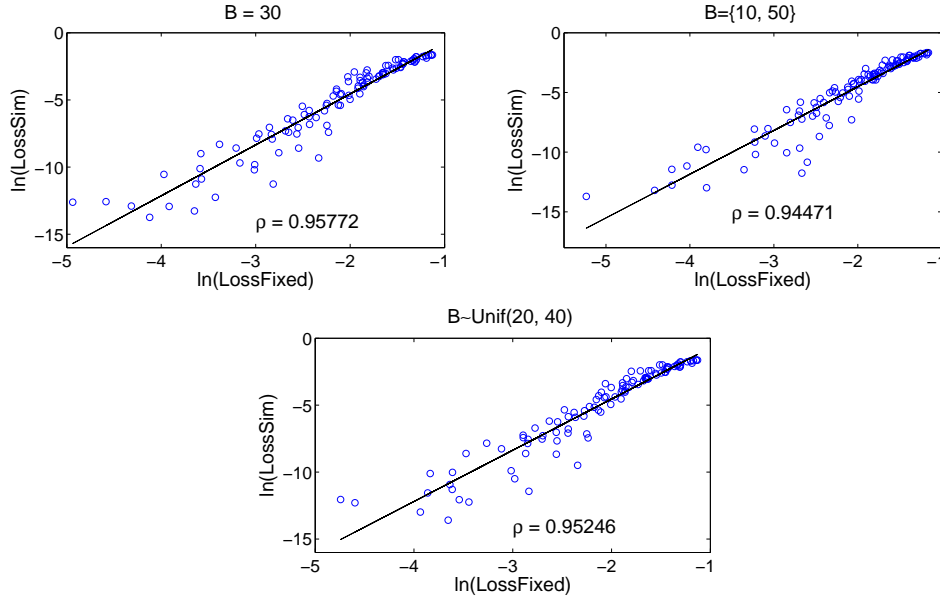 B = 30
0
−5
−10
−15
ln(LossSim)
ρ = 0.95772
−5 −4 −3 −2 −1
ln(LossFixed)
B={10, 50}
0
−5
−10
−15
ln(LossSim)
ρ = 0.94471
−5 −4 −3 −2 −1
ln(LossFixed)
B~Unif(20, 40)
0
−5
−10
−15
ln(LossSim)
ρ = 0.95246
−5 −4 −3 −2 −1
ln(LossFixed)